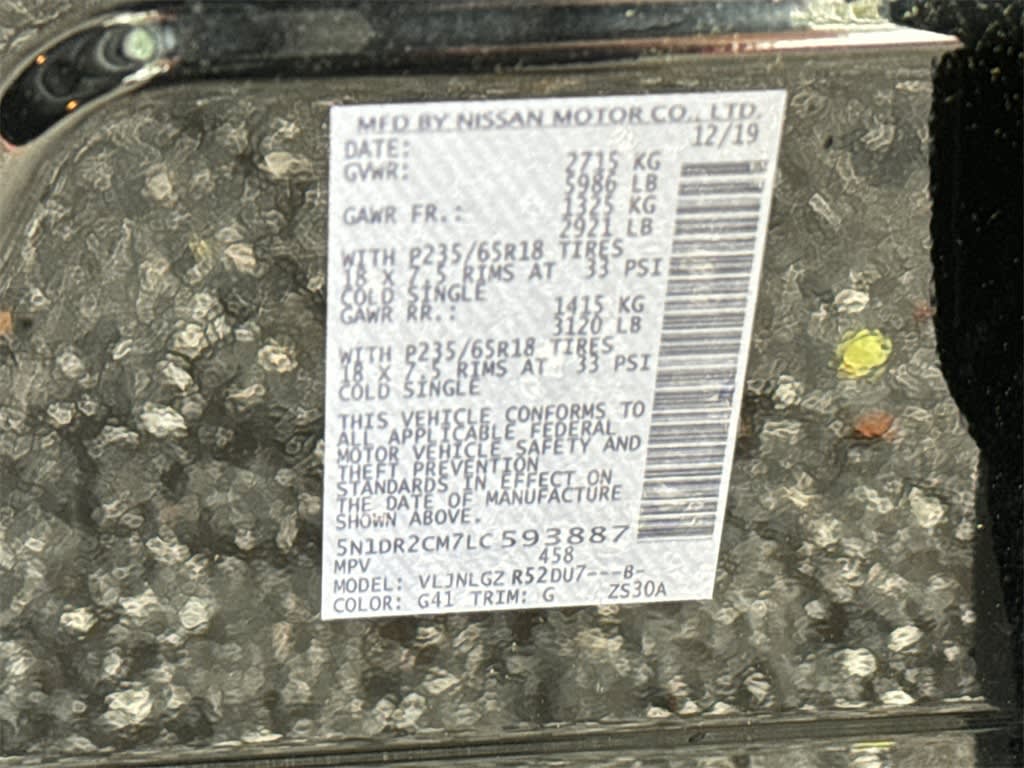 MFD BY NISSAN MOTOR CO., LTD.
DATE: 12/19
GVWR: 2715 KG
5986 LB
GAWR FR.: 1325 KG
2921 LB
WITH P235/65R18 TIRES
18 X 7.5 RIMS AT 33 PSI
COLD SINGLE
GAWR RR.: 1415 KG
3120 LB
WITH P235/65R18 TIRES
18 X 7.5 RIMS AT 33 PSI
COLD SINGLE
THIS VEHICLE CONFORMS TO
ALL APPLICABLE FEDERAL
MOTOR VEHICLE SAFETY AND
THEFT PREVENTION
STANDARDS IN EFFECT ON
THE DATE OF MANUFACTURE
SHOWN ABOVE.
5N1DR2CM7LC 593887
MPV 458
MODEL: VLJNLGZ R52DU7---B-
COLOR: G41 TRIM: G ZS30A